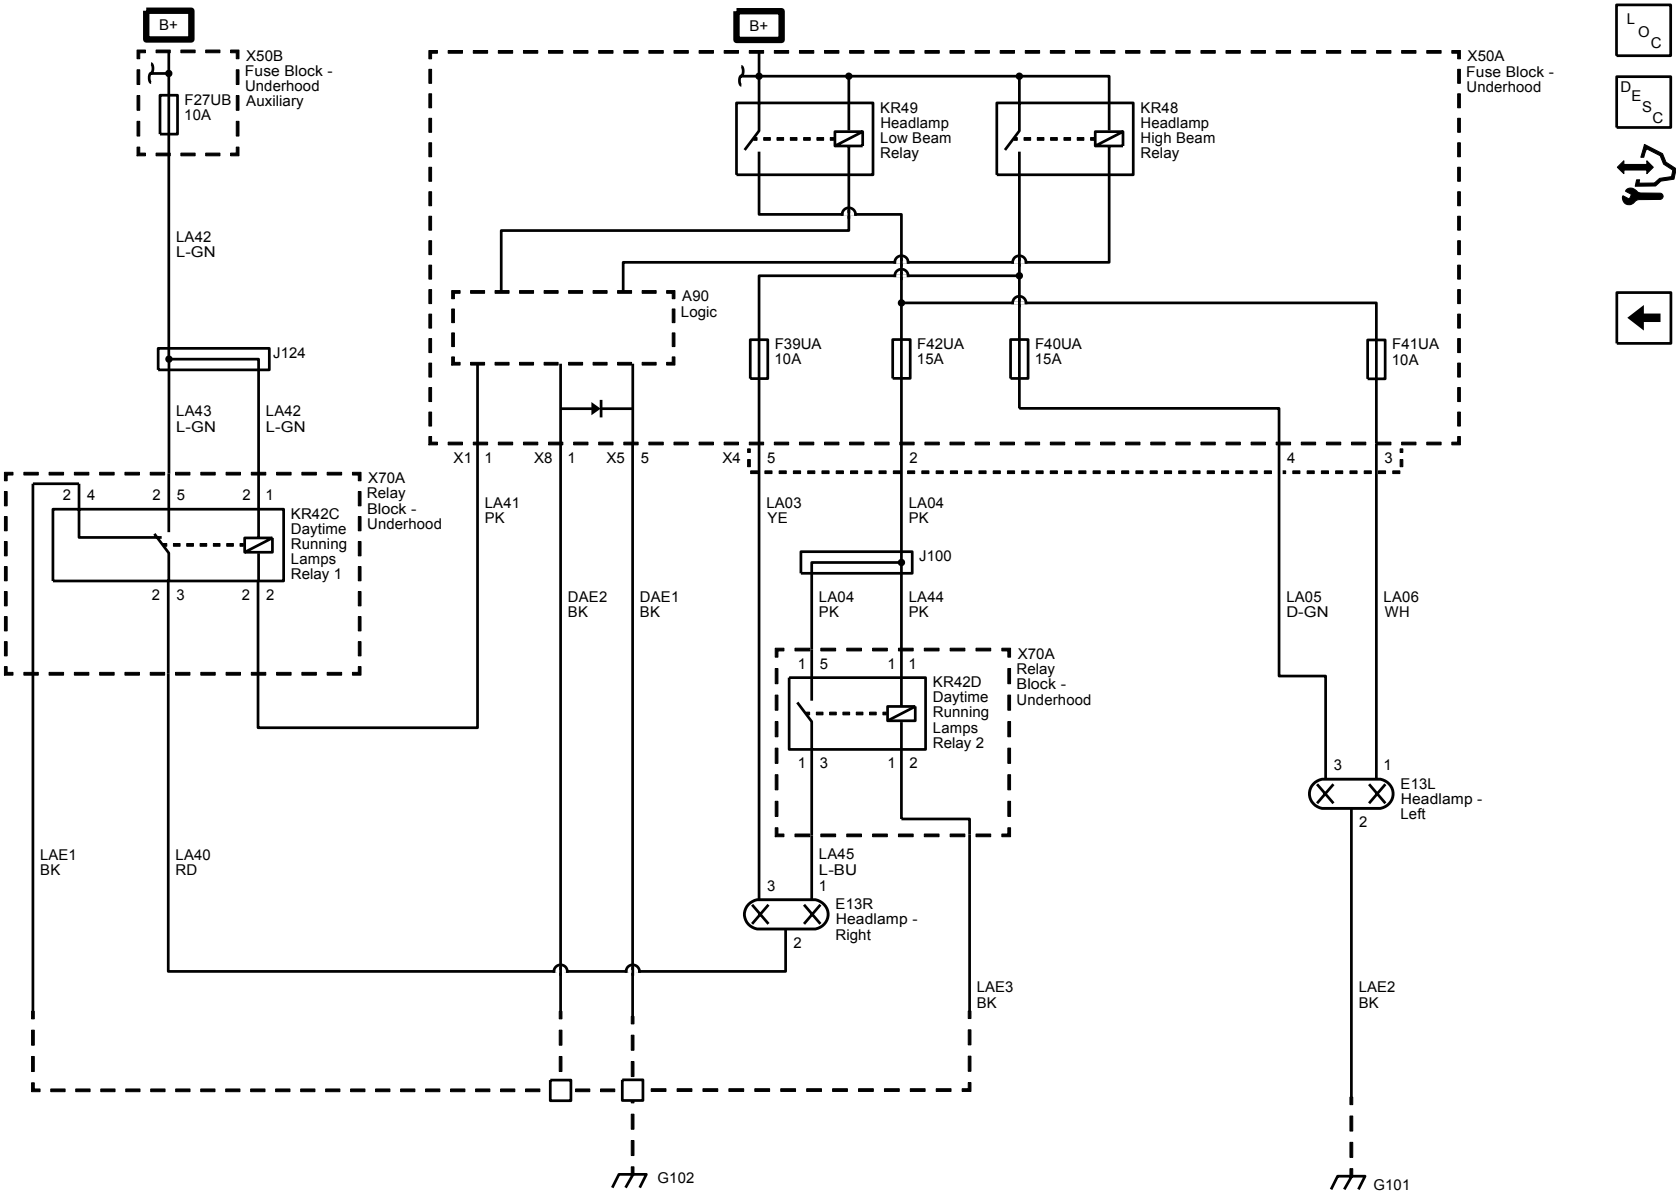 B+
B+
L
O
C
X50B
Fuse Block -
Underhood
Auxiliary
F27UB
10A
X50A
Fuse Block -
Underhood
D
E
S
C
KR49
Headlamp
Low Beam
Relay
KR48
Headlamp
High Beam
Relay
LA42
L-GN
A90
Logic
J124
F39UA
10A
F42UA
15A
F40UA
15A
F41UA
10A
LA43
L-GN
LA42
L-GN
X1 1
X8 1
X5 5
X4 5
2
4
3
X70A
Relay
Block -
Underhood
2 4
2 5
2 1
KR42C
Daytime
Running
Lamps
Relay 1
LA41
PK
LA03
YE
LA04
PK
J100
2 3
2 2
DAE2
BK
DAE1
BK
LA04
PK
LA44
PK
LA05
D-GN
LA06
WH
X70A
Relay
Block -
Underhood
1 5
1 1
KR42D
Daytime
Running
Lamps
Relay 2
1 3
1 2
3
1
E13L
Headlamp -
Left
2
LAE1
BK
LA40
RD
LA45
L-BU
3
1
E13R
Headlamp -
Right
2
LAE3
BK
LAE2
BK
G102
G101